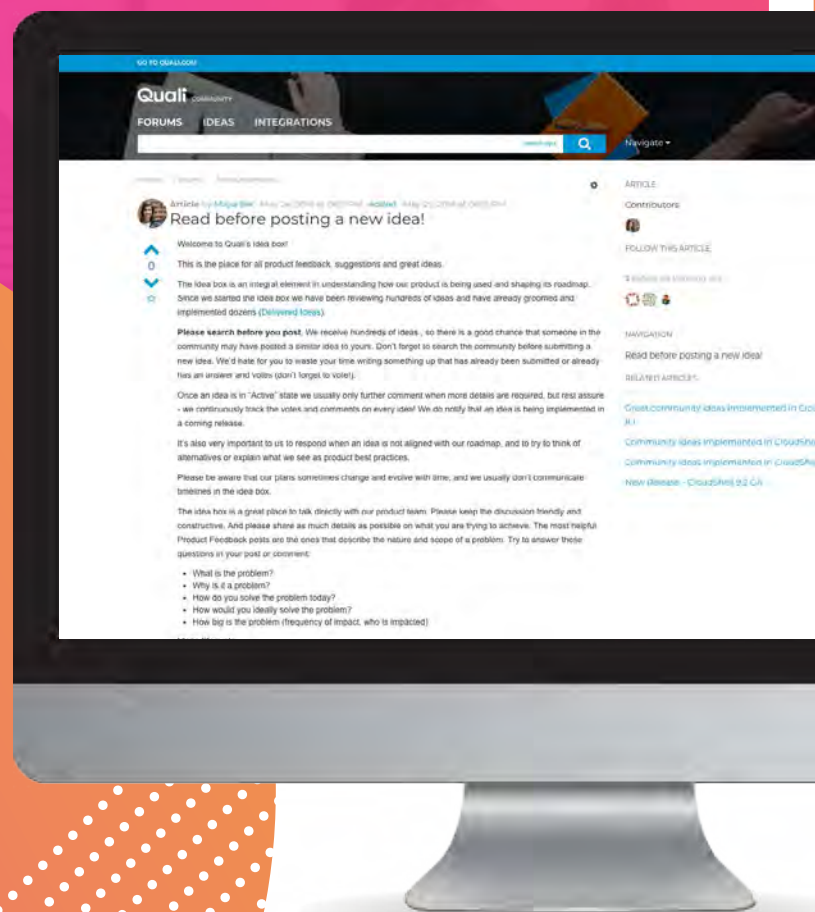 GO TO QUALI.COM
Quali COMMUNITY
FORUMS IDEAS INTEGRATIONS
Navigate
Article by
Read before posting a new idea!
0
Welcome to Quali's idea box!
This is the place for all product feedback, suggestions and great ideas.
The idea box is an integral element in understanding how our product is being used and shaping its roadmap.
Since we started the idea box we have been reviewing hundreds of ideas and have already groomed and
implemented dozens (Delivered Ideas).
Please search before you post. We receive hundreds of ideas , so there is a good chance that someone in the
community may have posted a similar idea to yours. Don't forget to search the community before submitting a
new idea. We'd hate for you to waste your time writing something up that has already been submitted or already
has an answer and votes (don't forget to vote!).
Once an idea is in "Active" state we usually only further comment when more details are required, but rest assure
- we continuously track the votes and comments on every idea! We do notify that an idea is being implemented in
a coming release.
It's also very important to us to respond when an idea is not aligned with our roadmap, and to try to think of
alternatives or explain what we see as product best practices.
Please be aware that our plans sometimes change and evolve with time, and we usually don't communicate
timelines in the idea box.
The idea box is a great place to talk directly with our product team. Please keep the discussion friendly and
constructive. And please share as much details as possible on what you are trying to achieve. The most helpful
Product Feedback posts are the ones that describe the nature and scope of a problem. Try to answer these
questions in your post or comment:
• What is the problem?
• Why is it a problem?
• How do you solve the problem today?
• How would you ideally solve the problem?
• How big is the problem (frequency of impact, who is impacted)
ARTICLE
Contributors
FOLLOW THIS ARTICLE
NAVIGATION
Read before posting a new idea!
RELATED ARTICLES
Great community ideas implemented in Clou
Community ideas implemented in CloudShe
Community ideas implemented in CloudShe
New Release - CloudShell 9.2 GA